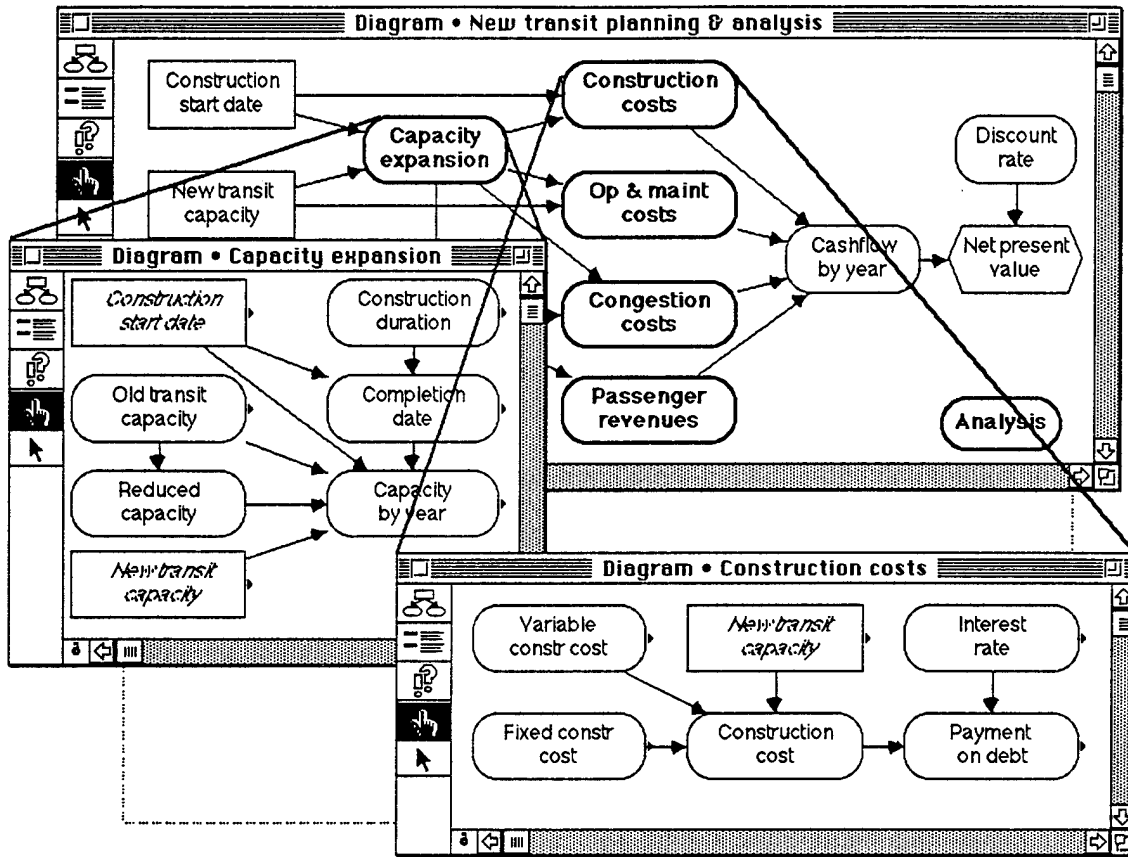 Diagram • New transit planning & analysis
Construction
start date
Capacity
expansion
New transit
capacity
Construction
costs
Op & maint
costs
Congestion
costs
Passenger
revenues
Cashflow
by year
Discount
rate
Net present
value
Analysis
Diagram • Capacity expansion
Construction
start date
Construction
duration
Old transit
capacity
Completion
date
Reduced
capacity
Capacity
by year
New transit
capacity
Diagram • Construction costs
Variable
constr cost
New transit
capacity
Interest
rate
Fixed constr
cost
Construction
cost
Payment
on debt